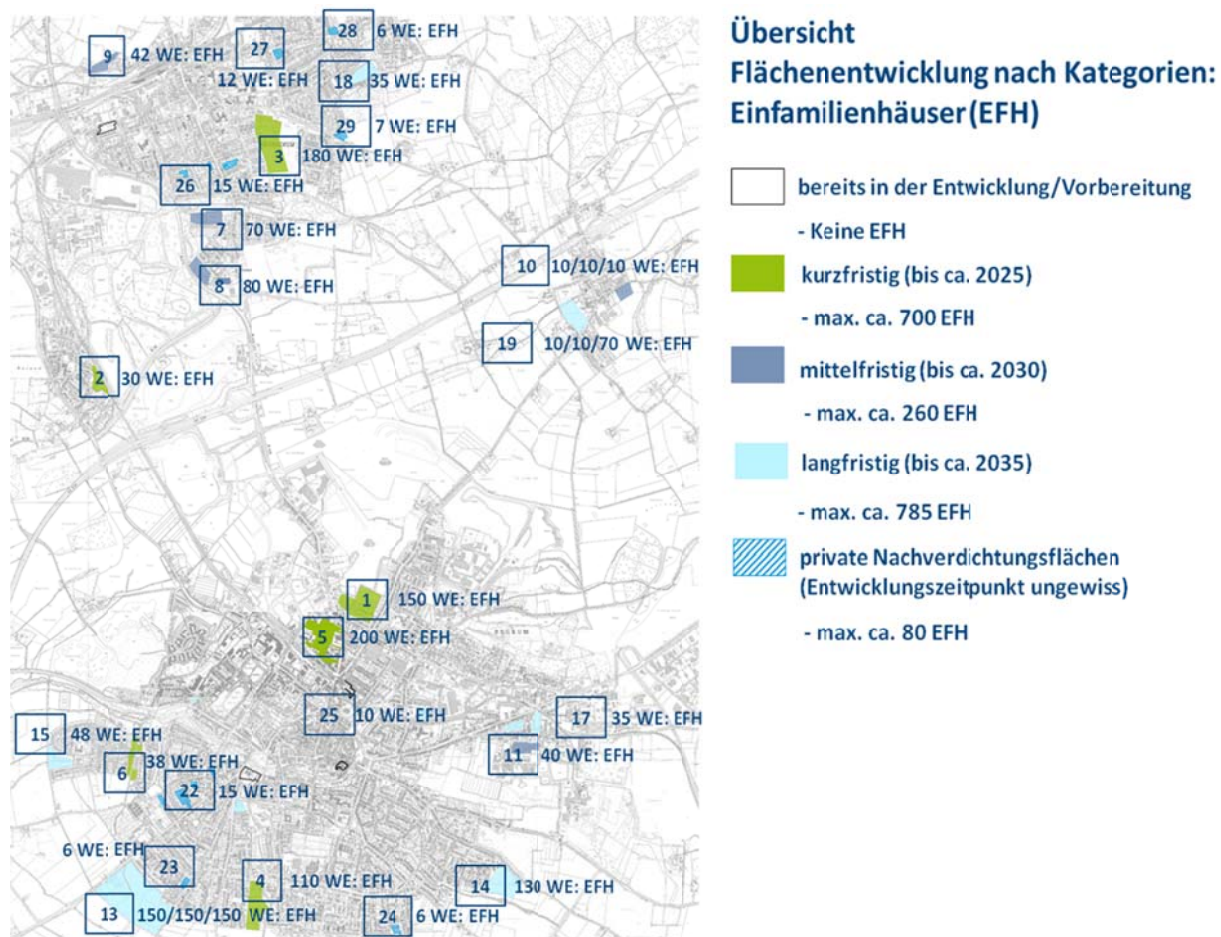 Übersicht
Flächenentwicklung nach Kategorien:
Einfamilienhäuser(EFH)
bereits in der Entwicklung/Vorbereitung
- Keine EFH
kurzfristig (bis ca. 2025)
- max. ca. 700 EFH
mittelfristig (bis ca. 2030)
- max. ca. 260 EFH
langfristig (bis ca. 2035)
- max. ca. 785 EFH
private Nachverdichtungsflächen
(Entwicklungszeitpunkt ungewiss)
- max. ca. 80 EFH
28 6 WE: EFH
9 42 WE: EFH
27
12 WE: EFH
18 35 WE: EFH
29 7 WE: EFH
3 180 WE: EFH
26 15 WE: EFH
7 70 WE: EFH
10 10/10/10 WE: EFH
8 80 WE: EFH
19 10/10/70 WE: EFH
2 30 WE: EFH
1 150 WE: EFH
5 200 WE: EFH
25 10 WE: EFH
17 35 WE: EFH
15 48 WE: EFH
11 40 WE: EFH
38 WE: EFH
6
22 15 WE: EFH
6 WE: EFH
23
4 110 WE: EFH
14 130 WE: EFH
13 150/150/150 WE: EFH
24 6 WE: EFH